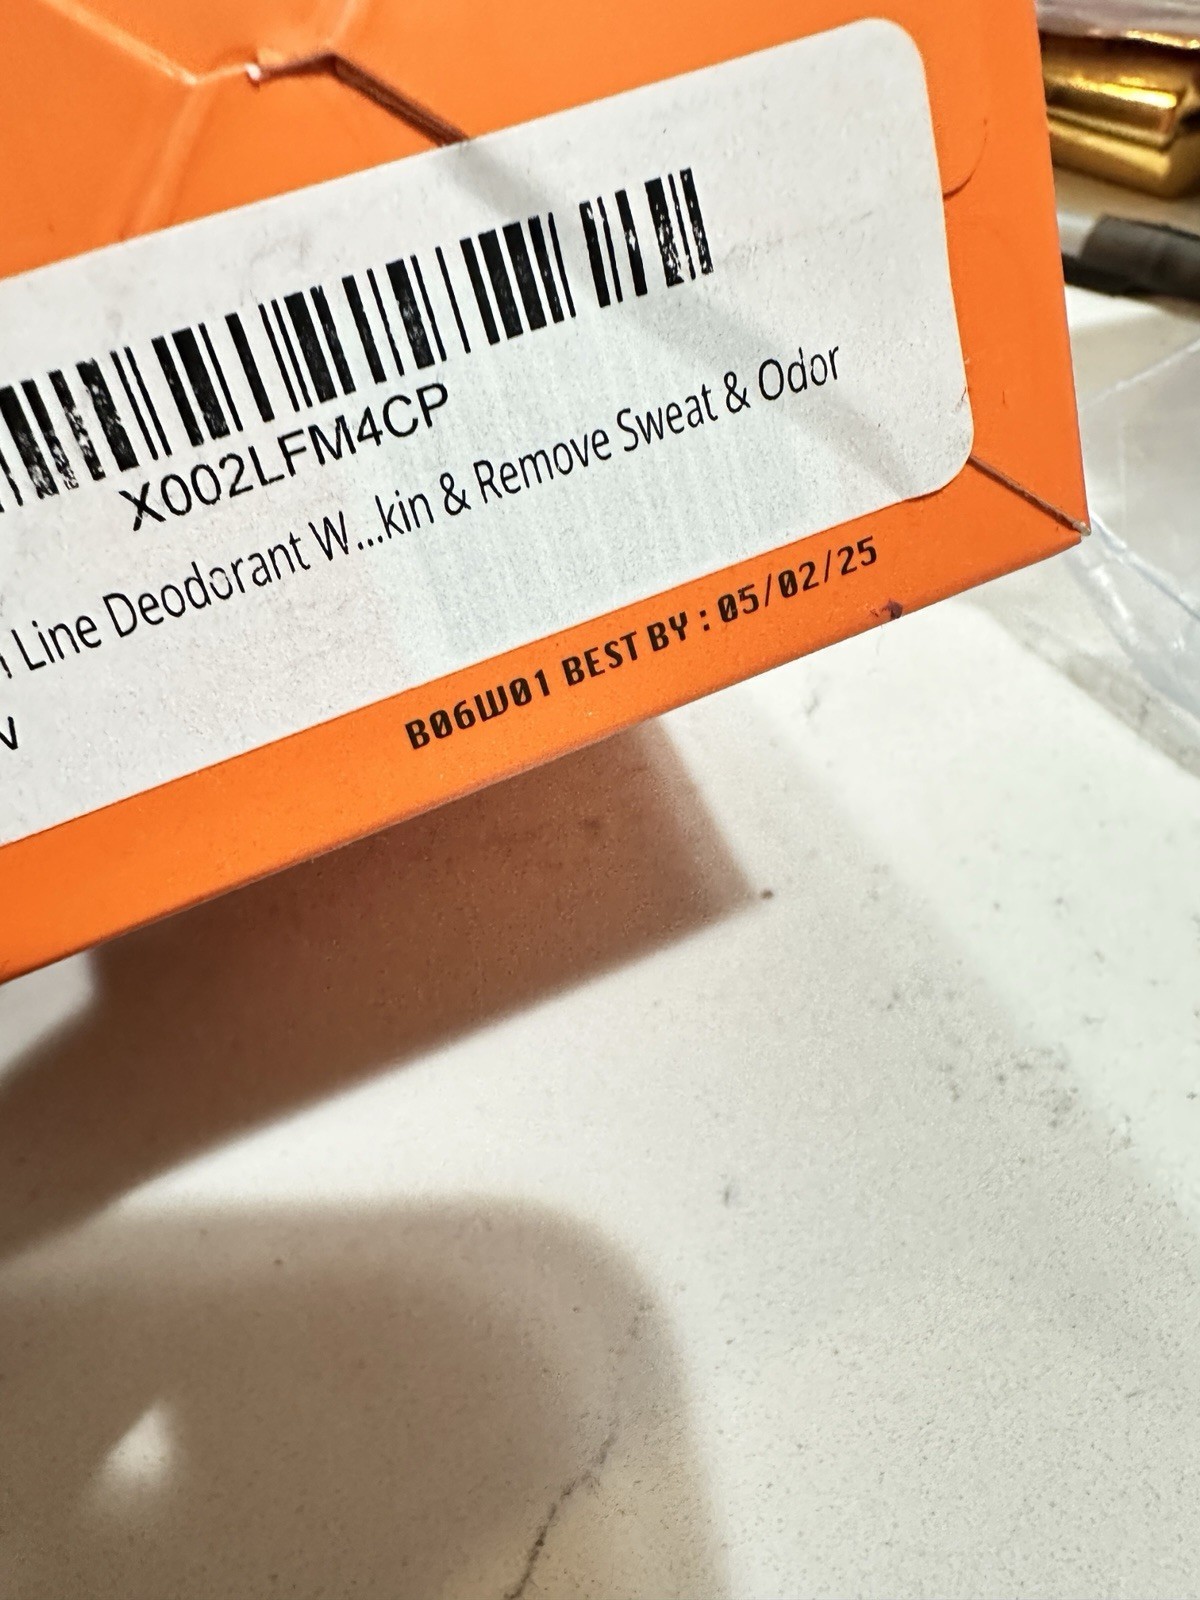 X002LFM4CP
Line Deodorant W...kin & Remove Sweat & Odor
B06W01 BEST BY : 05/02/25